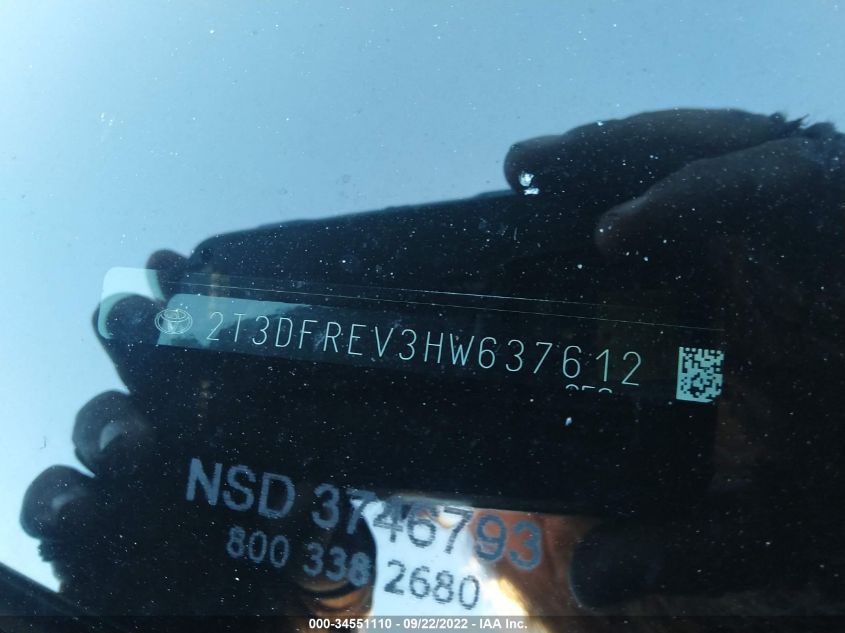 2T3DFREV3HW637612
NSD 3746793
800 338 2680
000-34551110 - 09/22/2022 - IAA Inc.